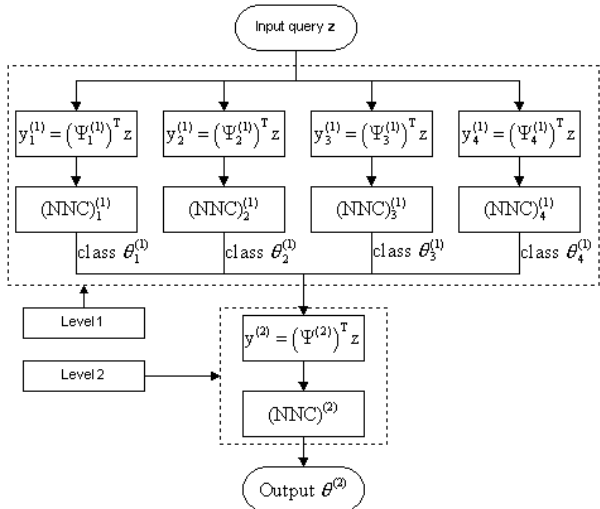 Input query z
y₁⁽¹⁾ = (Ψ₁⁽¹⁾)ᵀ z
y₂⁽¹⁾ = (Ψ₂⁽¹⁾)ᵀ z
y₃⁽¹⁾ = (Ψ₃⁽¹⁾)ᵀ z
y₄⁽¹⁾ = (Ψ₄⁽¹⁾)ᵀ z
(NNC)₁⁽¹⁾
(NNC)₂⁽¹⁾
(NNC)₃⁽¹⁾
(NNC)₄⁽¹⁾
class θ₁⁽¹⁾
class θ₂⁽¹⁾
class θ₃⁽¹⁾
class θ₄⁽¹⁾
Level 1
y⁽²⁾ = (Ψ⁽²⁾)ᵀ z
Level 2
(NNC)⁽²⁾
Output θ⁽²⁾